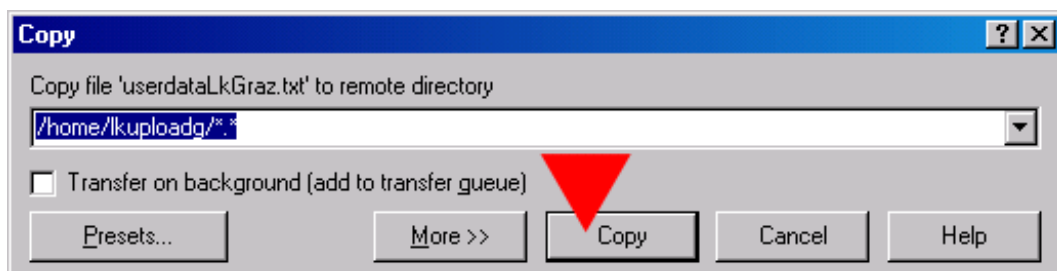 Copy
Copy file 'userdataLkGraz.txt' to remote directory
/home/lkuploadg/*.*
Transfer on background (add to transfer gueue)
Presets... More >> Copy Cancel Help